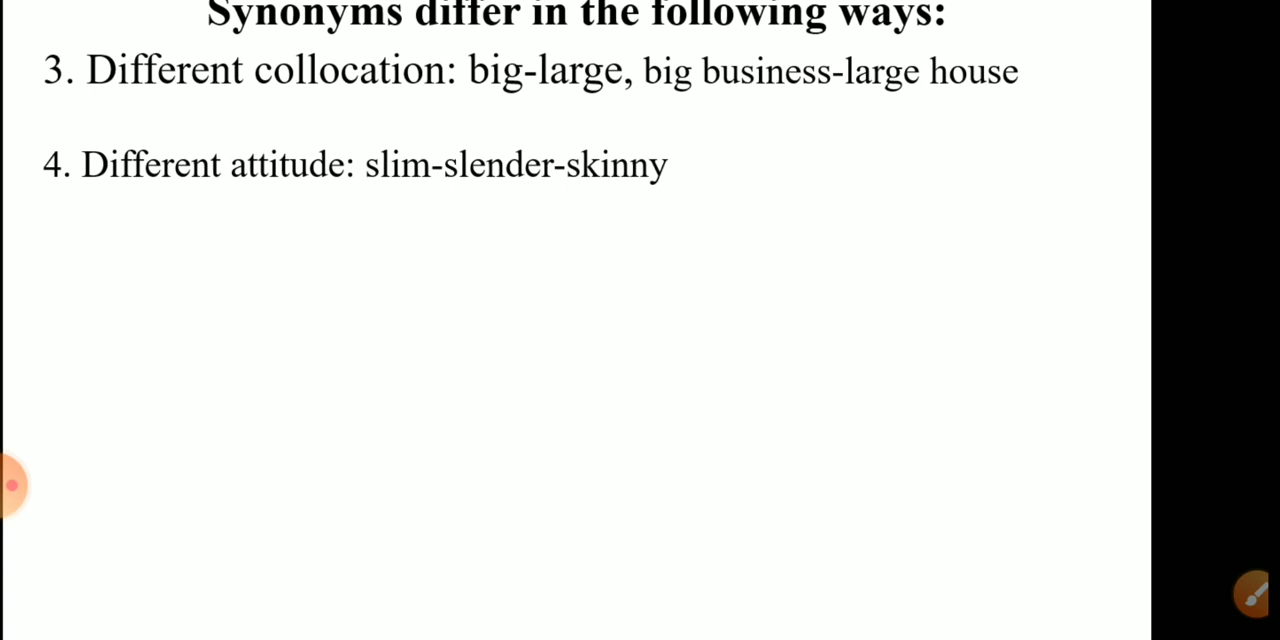 Synonyms differ in the following ways:
3. Different collocation: big-large, big business-large house
4. Different attitude: slim-slender-skinny